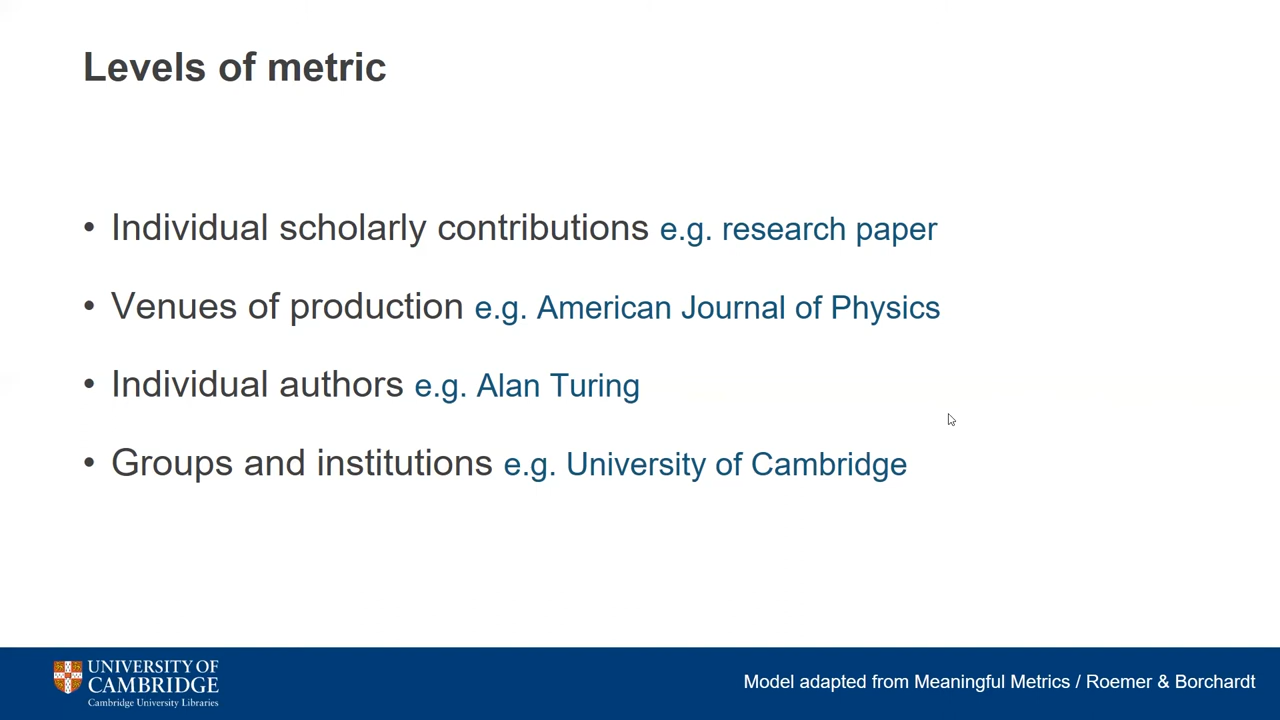 Levels of metric
• Individual scholarly contributions e.g. research paper
• Venues of production e.g. American Journal of Physics
• Individual authors e.g. Alan Turing
• Groups and institutions e.g. University of Cambridge
UNIVERSITY OF
CAMBRIDGE
Cambridge University Libraries
Model adapted from Meaningful Metrics / Roemer & Borchardt